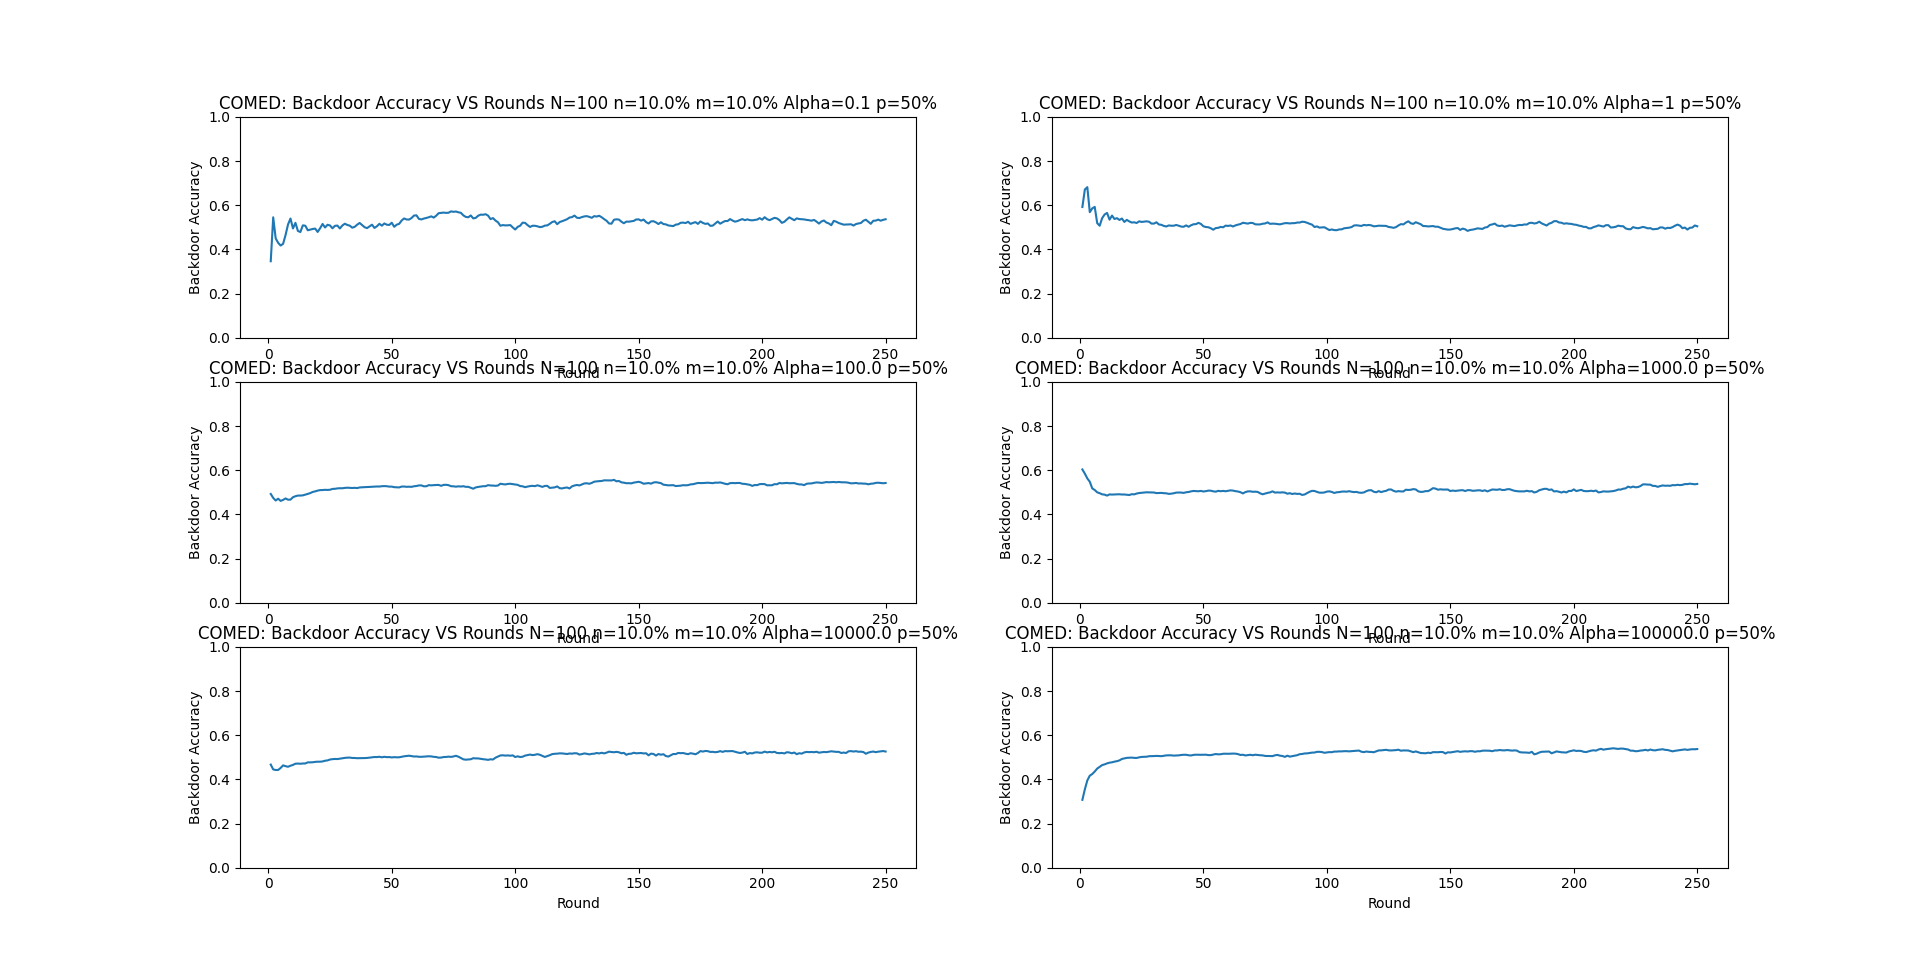 COMED: Backdoor Accuracy VS Rounds N=100 n=10.0% m=10.0% Alpha=0.1 p=50%
1.0
0.8
0.6
0.4
0.2
0.0
Backdoor Accuracy
0 50 100 150 200 250
Round
COMED: Backdoor Accuracy VS Rounds N=100 n=10.0% m=10.0% Alpha=1 p=50%
1.0
0.8
0.6
0.4
0.2
0.0
Backdoor Accuracy
0 50 100 150 200 250
Round
COMED: Backdoor Accuracy VS Rounds N=100 n=10.0% m=10.0% Alpha=100.0 p=50%
1.0
0.8
0.6
0.4
0.2
0.0
Backdoor Accuracy
0 50 100 150 200 250
Round
COMED: Backdoor Accuracy VS Rounds N=100 n=10.0% m=10.0% Alpha=1000.0 p=50%
1.0
0.8
0.6
0.4
0.2
0.0
Backdoor Accuracy
0 50 100 150 200 250
Round
COMED: Backdoor Accuracy VS Rounds N=100 n=10.0% m=10.0% Alpha=10000.0 p=50%
1.0
0.8
0.6
0.4
0.2
0.0
Backdoor Accuracy
0 50 100 150 200 250
Round
COMED: Backdoor Accuracy VS Rounds N=100 n=10.0% m=10.0% Alpha=100000.0 p=50%
1.0
0.8
0.6
0.4
0.2
0.0
Backdoor Accuracy
0 50 100 150 200 250
Round